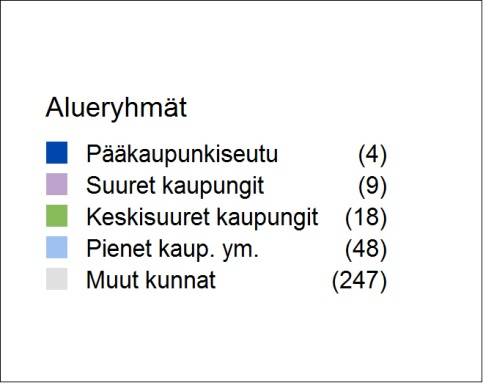 Alueryhmät
Pääkaupunkiseutu (4)
Suuret kaupungit (9)
Keskisuuret kaupungit (18)
Pienet kaup. ym. (48)
Muut kunnat (247)